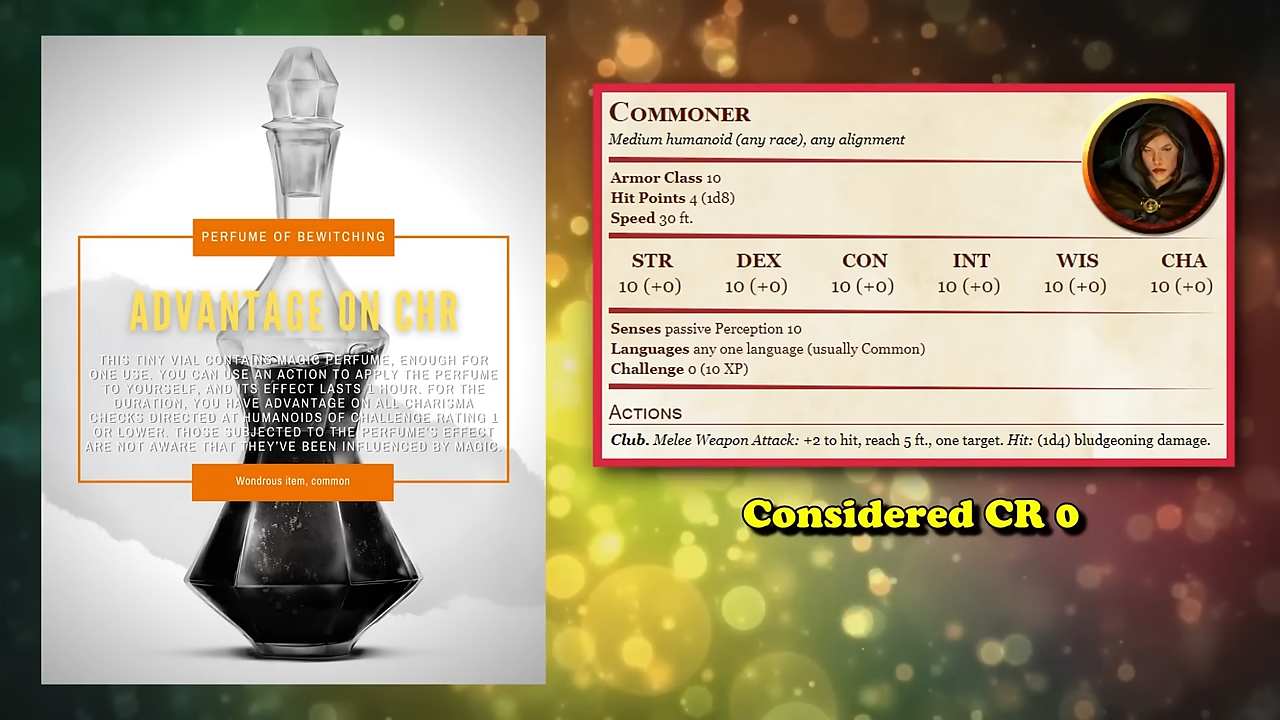 PERFUME OF BEWITCHING
ADVANTAGE ON CHR
THIS TINY VIAL CONTAINS MAGIC PERFUME, ENOUGH FOR
ONE USE. YOU CAN USE AN ACTION TO APPLY THE PERFUME
TO YOURSELF, AND ITS EFFECT LASTS 1 HOUR. FOR THE
DURATION, YOU HAVE ADVANTAGE ON ALL CHARISMA
CHECKS DIRECTED AT HUMANOIDS OF CHALLENGE RATING 1
OR LOWER. THOSE SUBJECTED TO THE PERFUME'S EFFECT
ARE NOT AWARE THAT THEY'VE BEEN INFLUENCED BY MAGIC.
Wondrous item, common
COMMONER
Medium humanoid (any race), any alignment
Armor Class 10
Hit Points 4 (1d8)
Speed 30 ft.
STR DEX CON INT WIS CHA
10 (+0) 10 (+0) 10 (+0) 10 (+0) 10 (+0) 10 (+0)
Senses passive Perception 10
Languages any one language (usually Common)
Challenge 0 (10 XP)
ACTIONS
Club. Melee Weapon Attack: +2 to hit, reach 5 ft., one target. Hit: (1d4) bludgeoning damage.
Considered CR 0